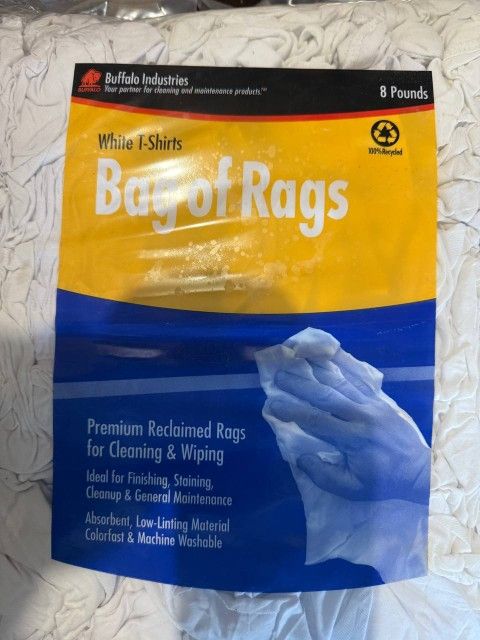 BUFFALO
Buffalo Industries
Your partner for cleaning and maintenance products.™
8 Pounds
White T-Shirts
100% Recycled
Bag of Rags
Premium Reclaimed Rags
for Cleaning & Wiping
Ideal for Finishing, Staining,
Cleanup & General Maintenance
Absorbent, Low-Linting Material
Colorfast & Machine Washable